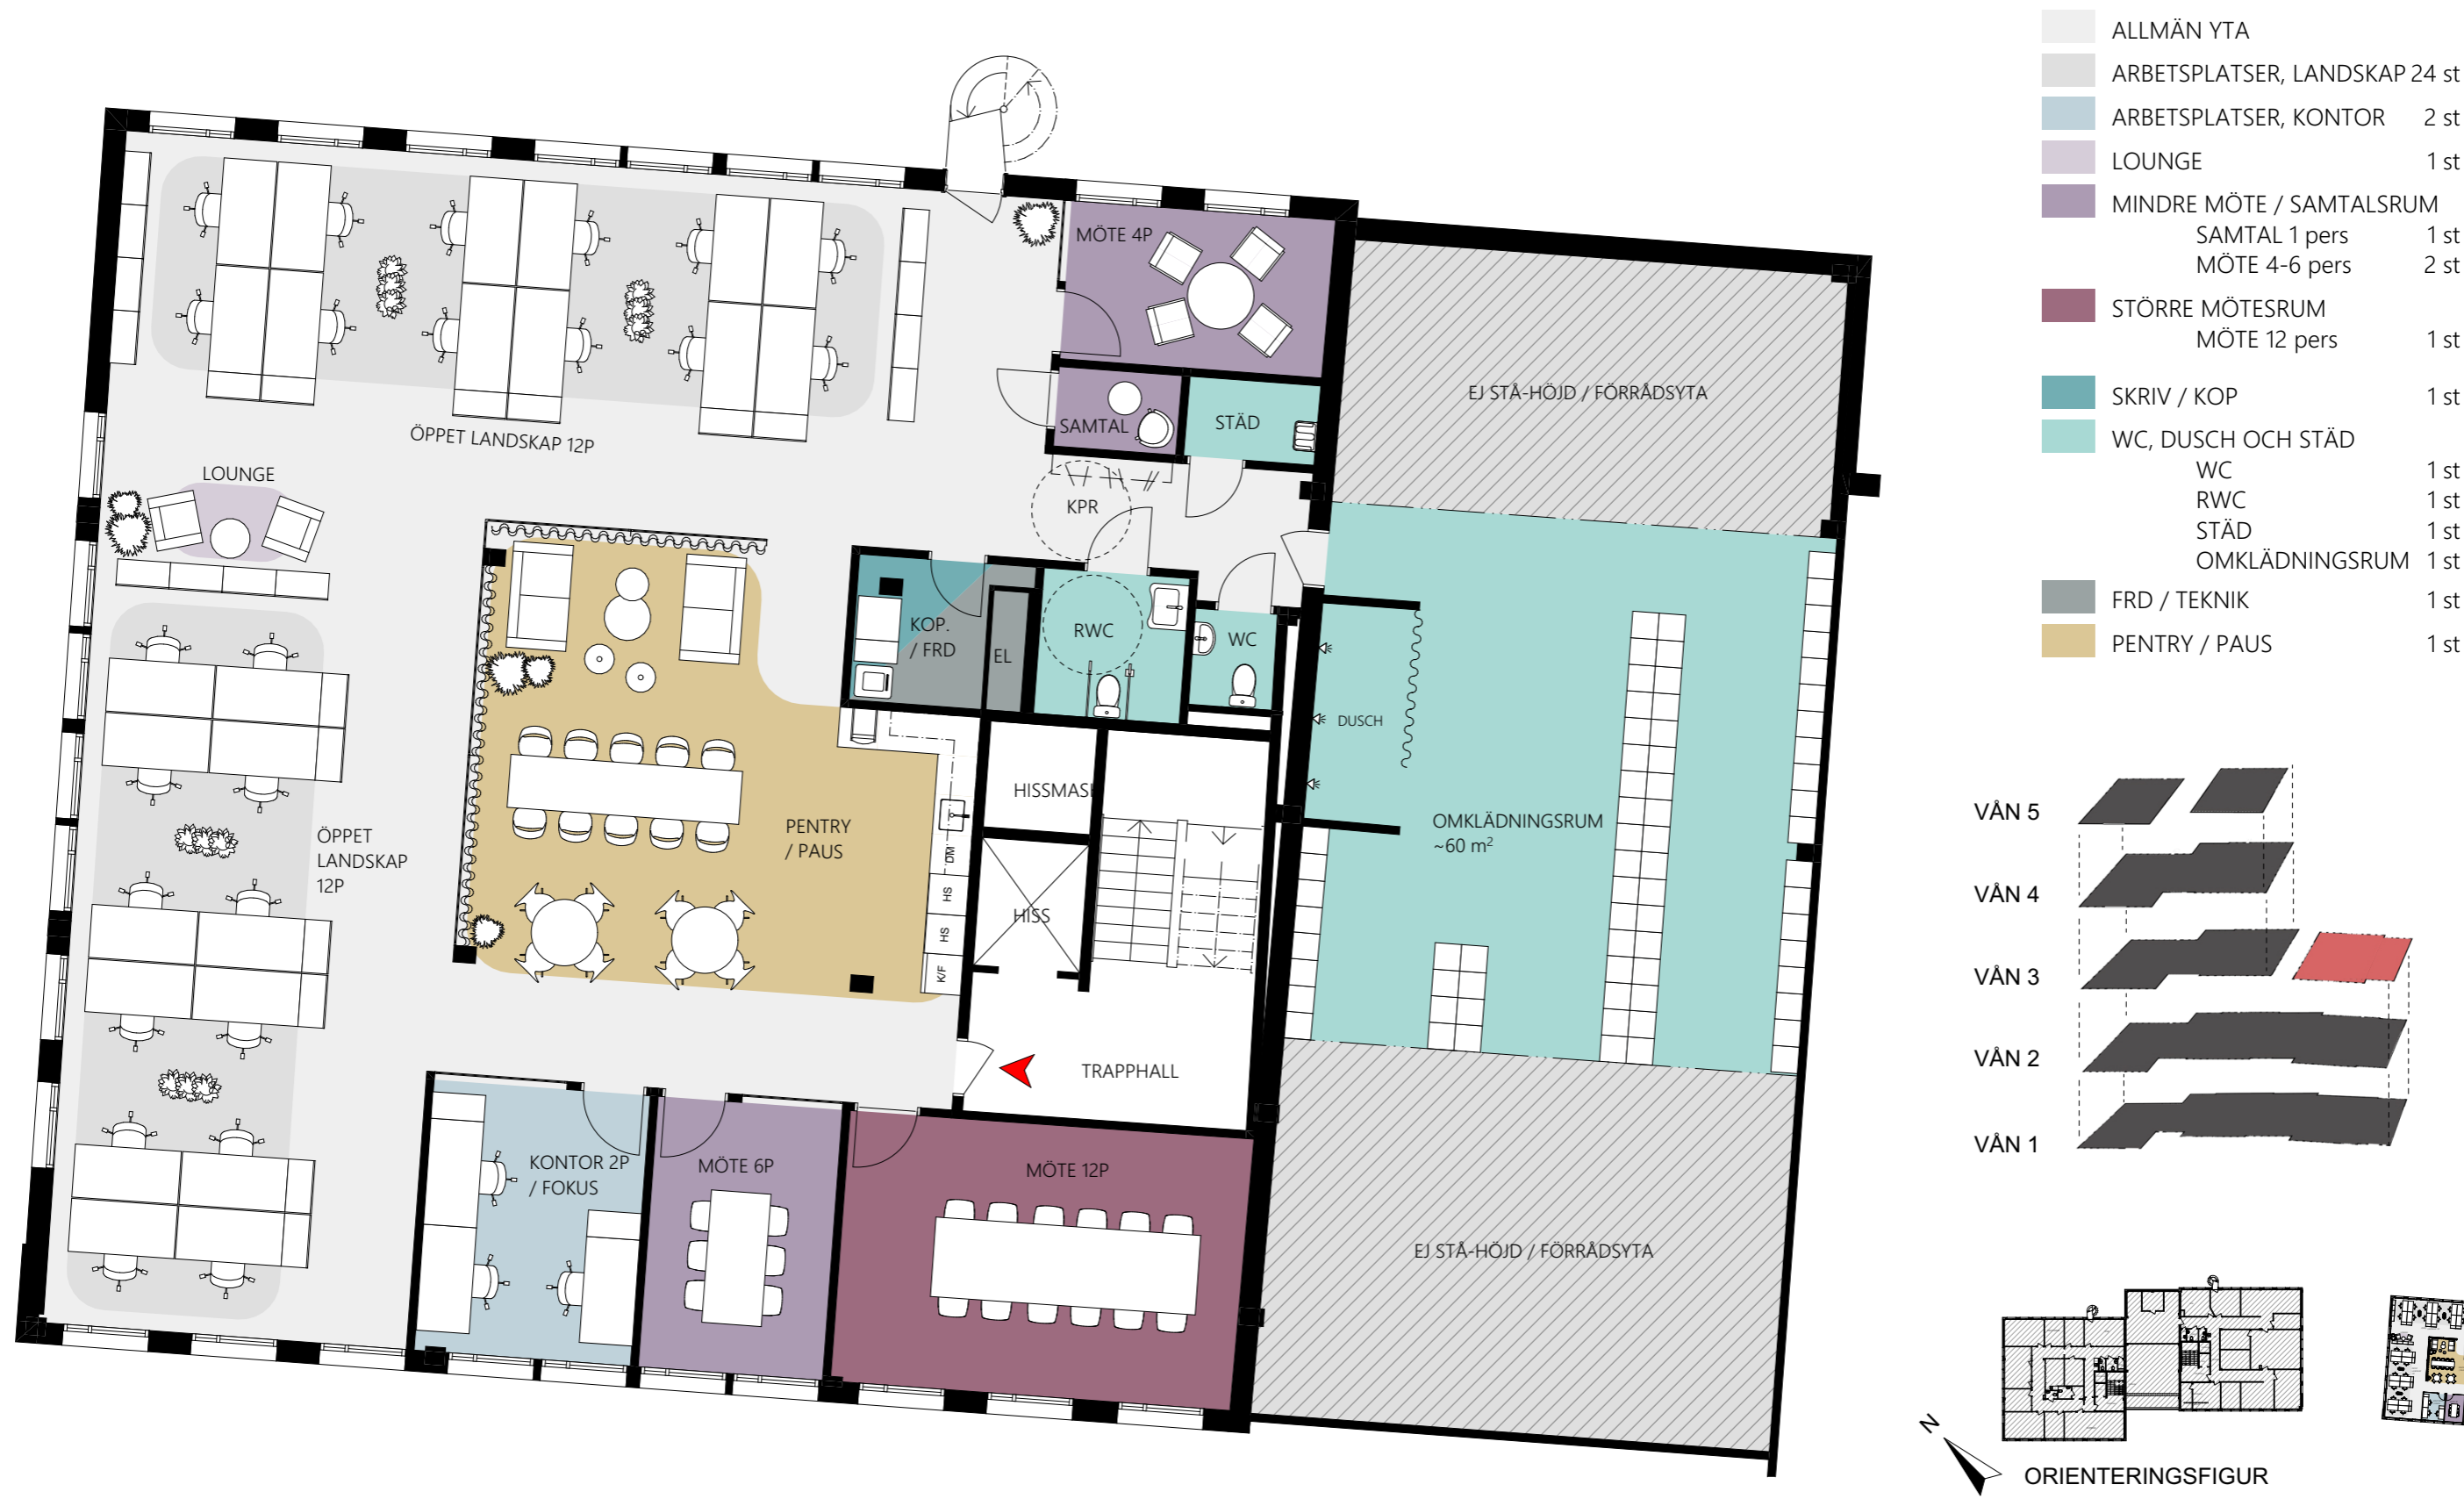 ALLMÄN YTA
ARBETSPLATSER, LANDSKAP 24 st
ARBETSPLATSER, KONTOR 2 st
LOUNGE 1 st
MINDRE MÖTE / SAMTALSRUM
SAMTAL 1 pers 1 st
MÖTE 4-6 pers 2 st
STÖRRE MÖTESRUM
MÖTE 12 pers 1 st
SKRIV / KOP 1 st
WC, DUSCH OCH STÄD
WC 1 st
RWC 1 st
STÄD 1 st
OMKLÄDNINGSRUM 1 st
FRD / TEKNIK 1 st
PENTRY / PAUS 1 st
MÖTE 4P
EJ STÅ-HÖJD / FÖRRÅDSYTA
SAMTAL
STÄD
ÖPPET LANDSKAP 12P
LOUNGE
KPR
KOP.
/ FRD
EL
RWC
WC
DUSCH
HISSMASK
PENTRY
/ PAUS
ÖPPET
LANDSKAP
12P
OMKLÄDNINGSRUM
~60 m²
DM
HS
HS
K/F
HISS
TRAPPHALL
KONTOR 2P
/ FOKUS
MÖTE 6P
MÖTE 12P
EJ STÅ-HÖJD / FÖRRÅDSYTA
VÅN 5
VÅN 4
VÅN 3
VÅN 2
VÅN 1
N
ORIENTERINGSFIGUR